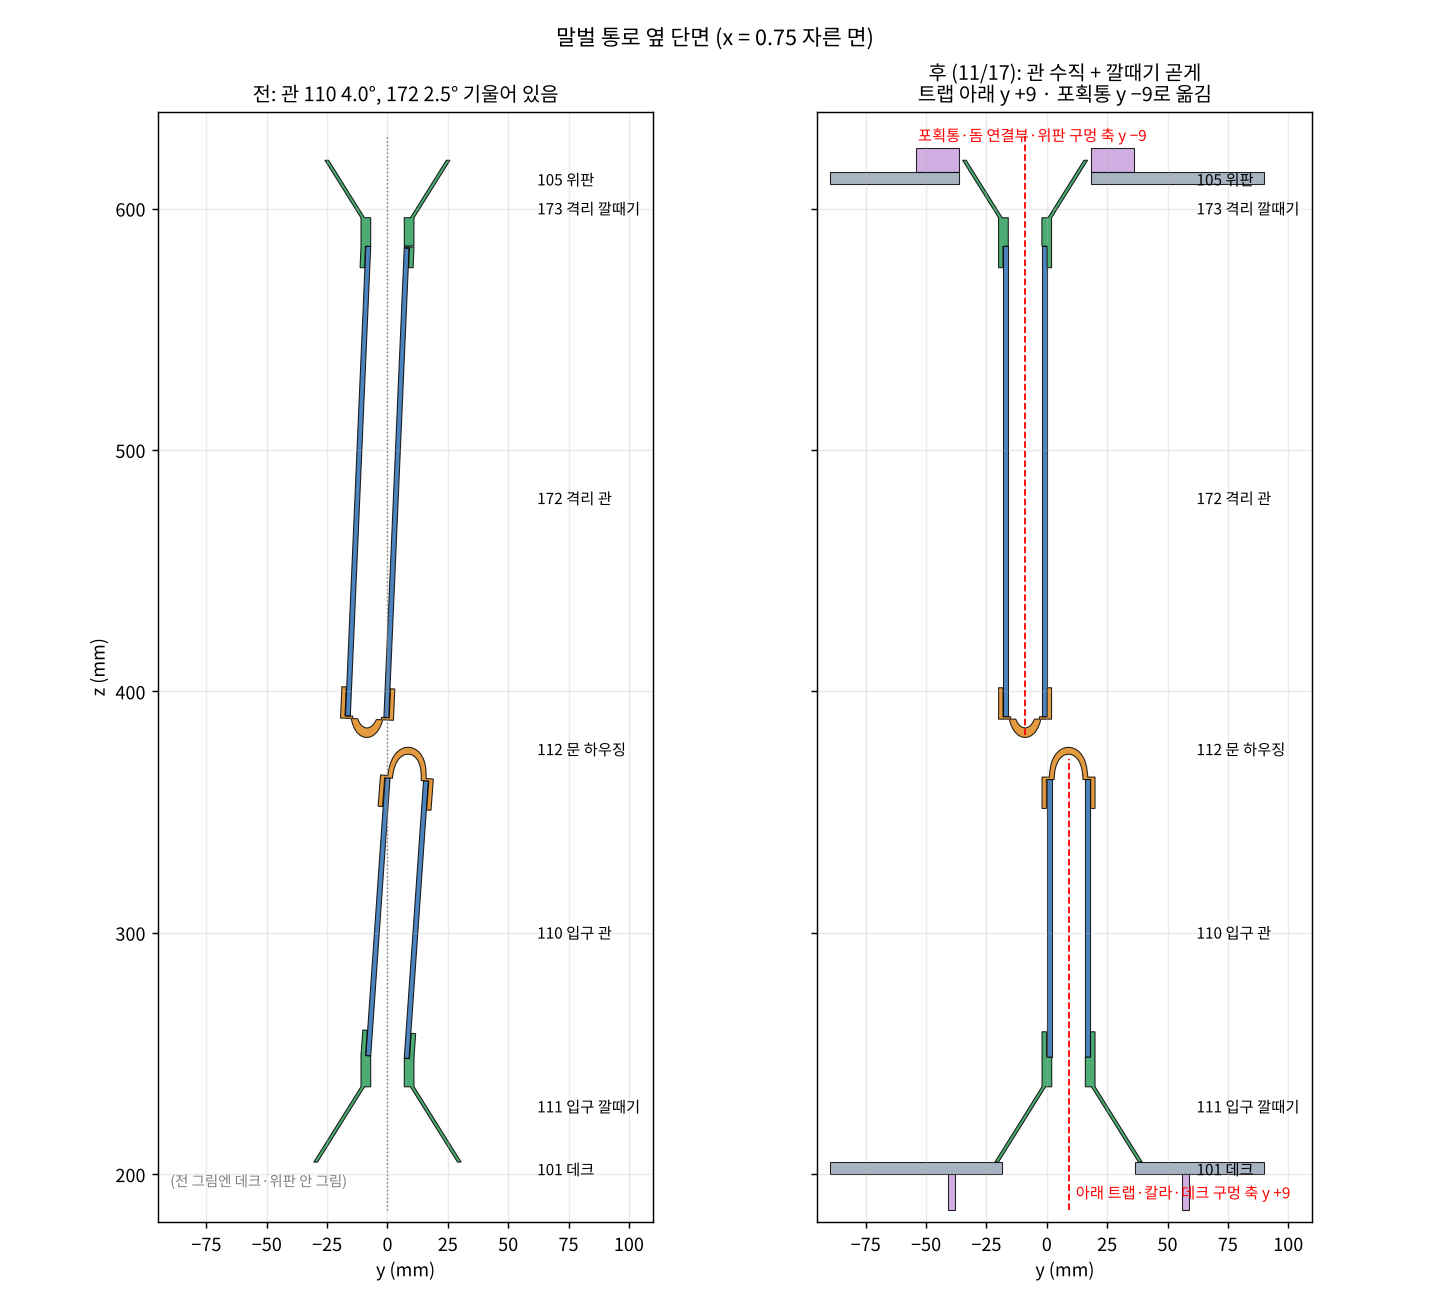 말벌 통로 옆 단면 (x = 0.75 자른 면)
전: 관 110 4.0°, 172 2.5° 기울어 있음
105 위판
173 격리 깔때기
172 격리 관
112 문 하우징
110 입구 관
111 입구 깔때기
101 데크
(전 그림엔 데크·위판 안 그림)
600
500
400
300
200
z (mm)
−75 −50 −25 0 25 50 75 100
y (mm)
후 (11/17): 관 수직 + 깔때기 곧게
트랩 아래 y +9 · 포획통 y −9로 옮김
포획통·돔 연결부·위판 구멍 축 y −9
105 위판
173 격리 깔때기
172 격리 관
112 문 하우징
110 입구 관
111 입구 깔때기
101 데크
아래 트랩·칼라·데크 구멍 축 y +9
−75 −50 −25 0 25 50 75 100
y (mm)